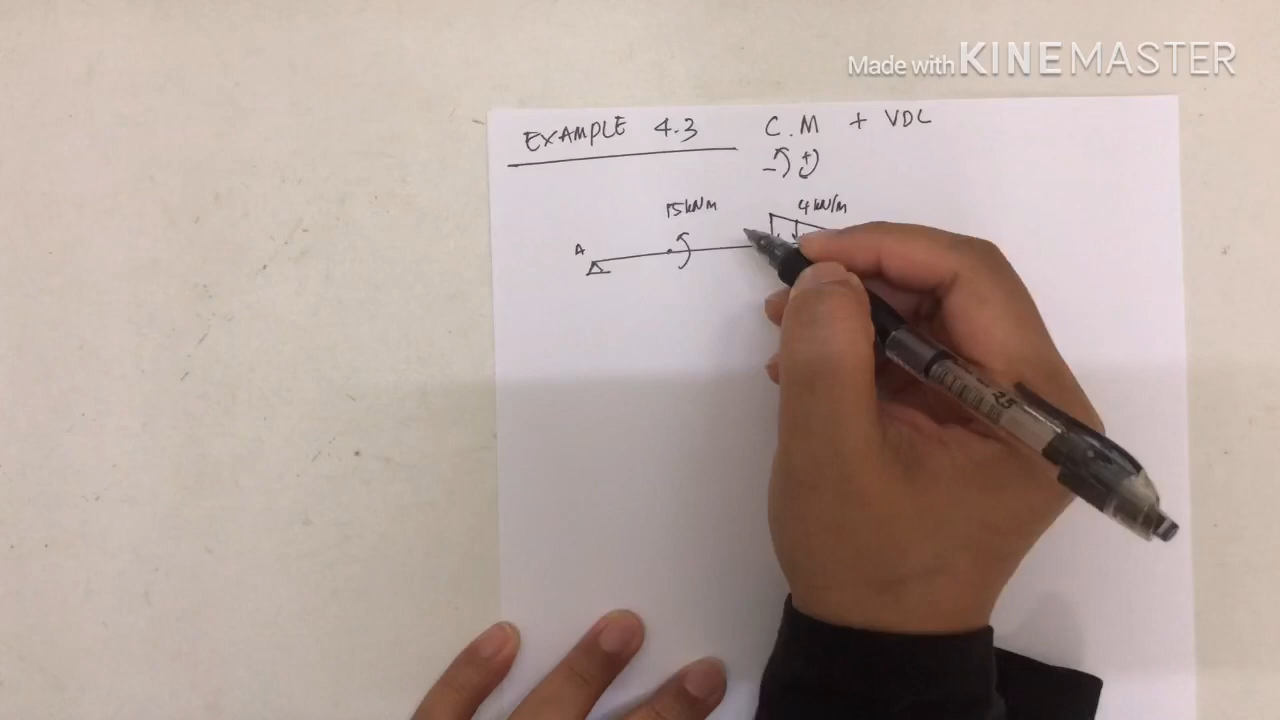 Made with KINEMASTER
EXAMPLE 4.3 C.M + VDL
- +
15kNm 4kN/m
A